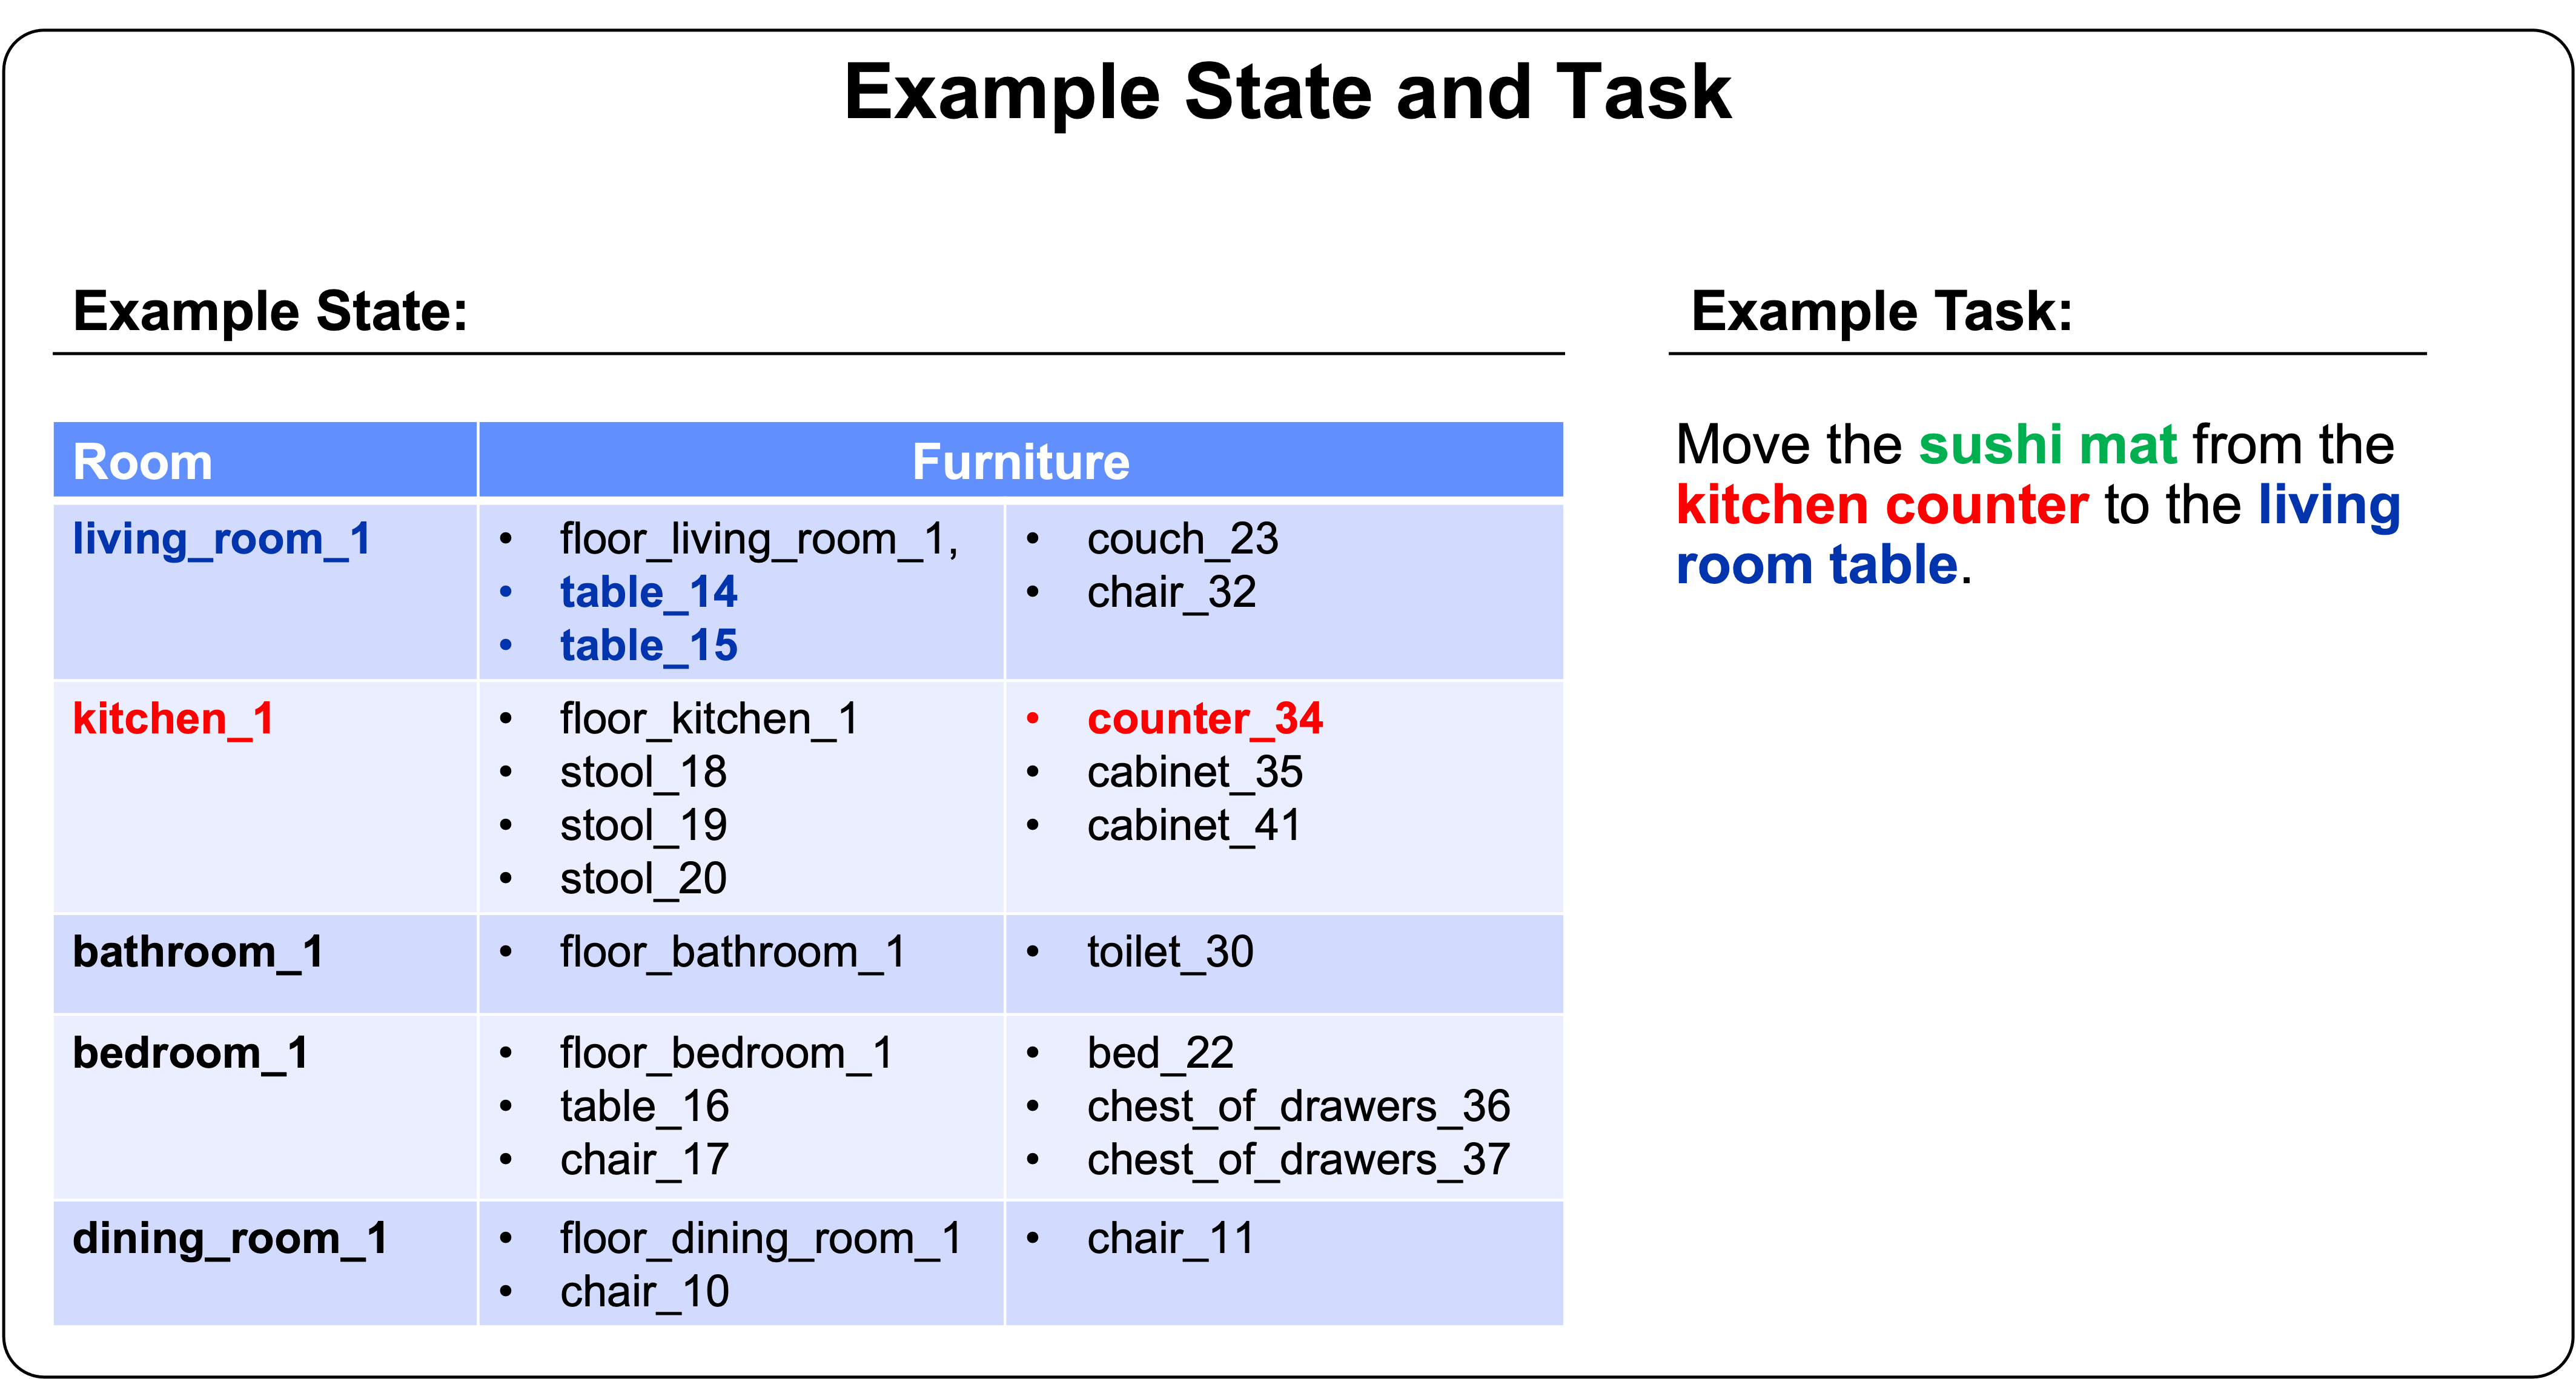 Example State and Task
Example State:
Example Task:
Move the sushi mat from the
kitchen counter to the living
room table.
Room
Furniture
living_room_1
• floor_living_room_1,
• table_14
• table_15
• couch_23
• chair_32
kitchen_1
• floor_kitchen_1
• stool_18
• stool_19
• stool_20
• counter_34
• cabinet_35
• cabinet_41
bathroom_1
• floor_bathroom_1
• toilet_30
bedroom_1
• floor_bedroom_1
• table_16
• chair_17
• bed_22
• chest_of_drawers_36
• chest_of_drawers_37
dining_room_1
• floor_dining_room_1
• chair_10
• chair_11